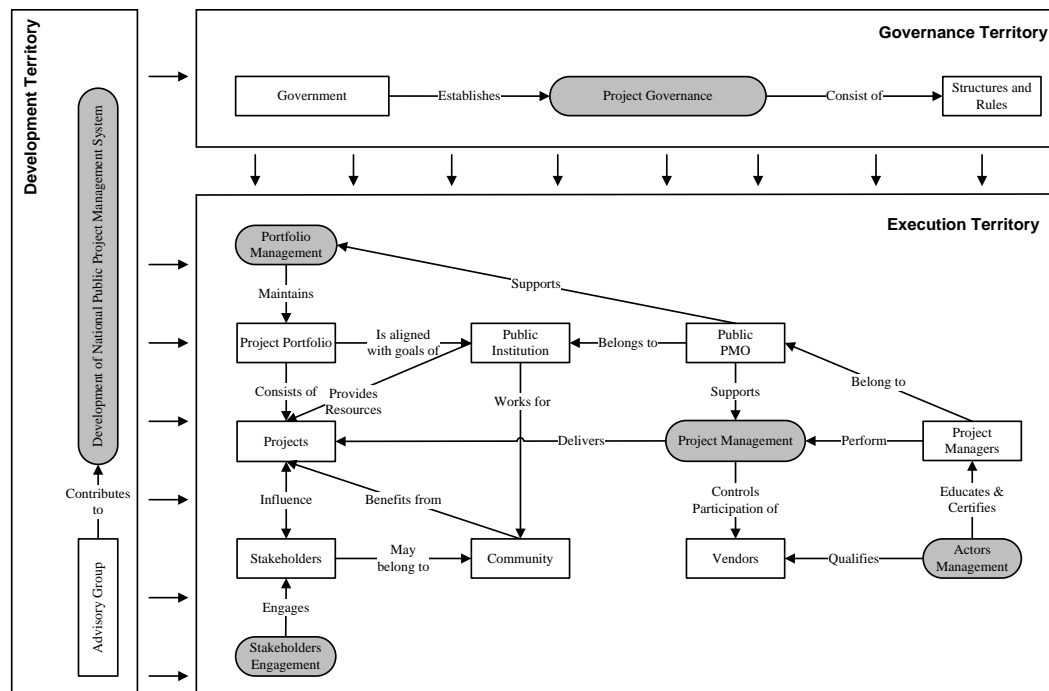 Development Territory
Development of National Public Project Management System
Contributes
to
Advisory Group
Governance Territory
Government
Establishes
Project Governance
Consist of
Structures and
Rules
Execution Territory
Portfolio
Management
Supports
Maintains
Project Portfolio
Is aligned
with goals of
Public
Institution
Belongs to
Public
PMO
Belong to
Consists of
Provides
Resources
Works for
Supports
Projects
Delivers
Project Management
Perform
Project
Managers
Influence
Benefits from
Controls
Participation of
Educates &
Certifies
Stakeholders
May
belong to
Community
Vendors
Qualifies
Actors
Management
Engages
Stakeholders
Engagement